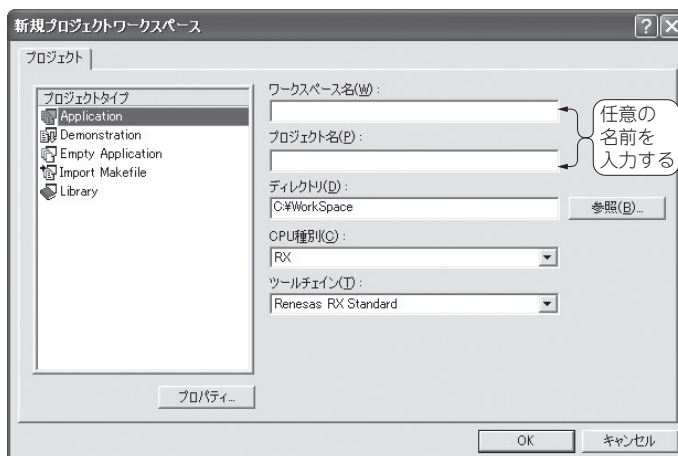 新規プロジェクトワークスペース
プロジェクト
プロジェクトタイプ
Application
Demonstration
Empty Application
Import Makefile
Library
プロパティ...
ワークスペース名(W):
プロジェクト名(P):
任意の
名前を
入力する
ディレクトリ(D):
C:¥WorkSpace
参照(B)...
CPU種別(C):
RX
ツールチェイン(T):
Renesas RX Standard
OK
キャンセル